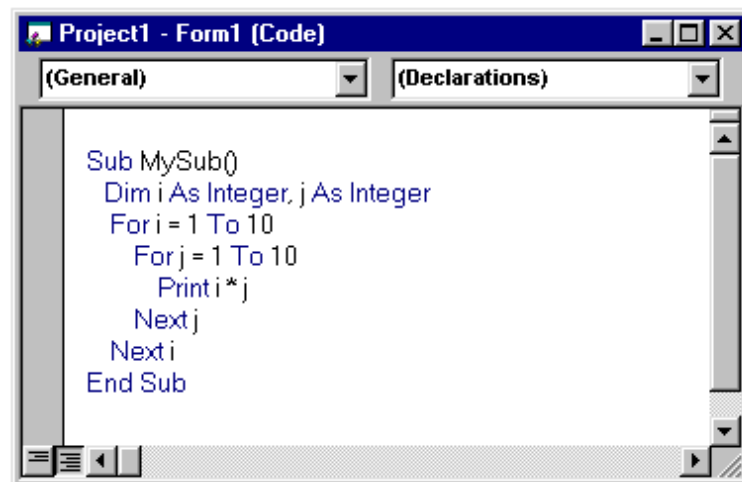 Project1 - Form1 (Code)
(General) (Declarations)
Sub MySub()
Dim i As Integer, j As Integer
For i = 1 To 10
For j = 1 To 10
Print i * j
Next j
Next i
End Sub